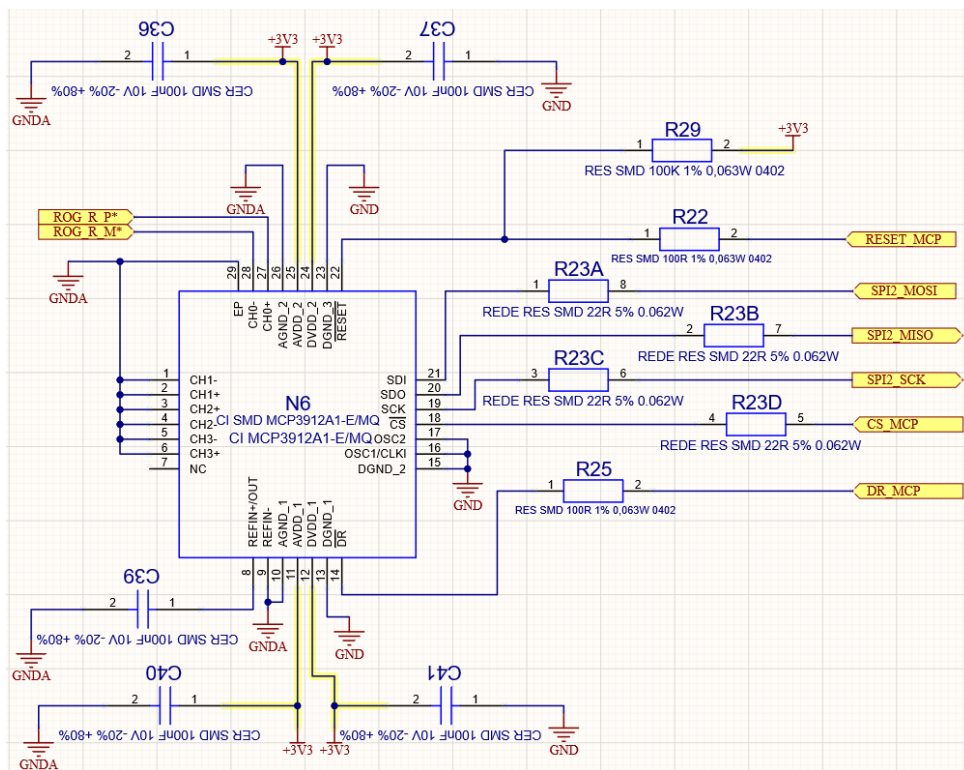 C36
+3V3
+3V3
C37
2
1
2
1
CER SMD 100nF 10V -20% +80%
CER SMD 100nF 10V -20% +80%
GNDA
GND
R29
+3V3
1
2
RES SMD 100K 1% 0,063W 0402
GNDA
GND
ROG_R_P*
ROG_R_M*
R22
1
2
RESET_MCP
RES SMD 100R 1% 0,063W 0402
GNDA
29
28
27
26
25
24
23
22
EP
CH0-
CH0+
AGND_2
AVDD_2
DVDD_2
DGND_3
RESET
R23A
1
8
SPI2_MOSI
REDE RES SMD 22R 5% 0.062W
R23B
2
7
SPI2_MISO
REDE RES SMD 22R 5% 0.062W
R23C
3
6
SPI2_SCK
REDE RES SMD 22R 5% 0.062W
R23D
4
5
CS_MCP
REDE RES SMD 22R 5% 0.062W
1 CH1-
2 CH1+
3 CH2+
4 CH2-
5 CH3-
6 CH3+
7 NC
N6
CI SMD MCP3912A1-E/MQ
CI MCP3912A1-E/MQ
SDI 21
SDO 20
SCK 19
CS 18
OSC2 17
OSC1/CLKI 16
DGND_2 15
GND
R25
1
2
DR_MCP
RES SMD 100R 1% 0,063W 0402
REFIN+/OUT
REFIN-
AGND_1
AVDD_1
DVDD_1
DGND_1
DR
8
9
10
11
12
13
14
C39
2
1
CER SMD 100nF 10V -20% +80%
GNDA
GNDA
GND
C40
2
1
CER SMD 100nF 10V -20% +80%
GNDA
+3V3
+3V3
C41
2
1
CER SMD 100nF 10V -20% +80%
GND